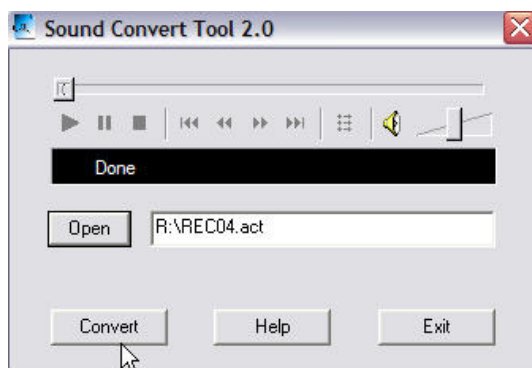 Sound Convert Tool 2.0
Done
Open R:\REC04.act
Convert Help Exit